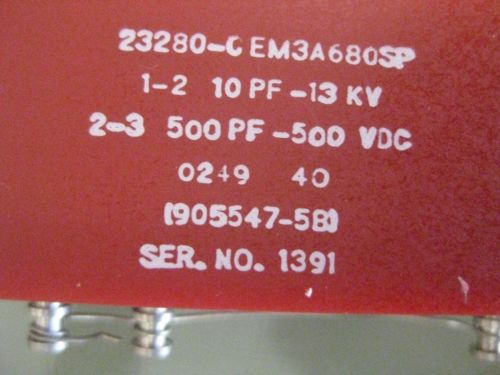 23280-C EM3A680SP
1-2 10 PF -13 KV
2-3 500 PF -500 VDC
0249 40
(905547-5B)
SER. NO. 1391